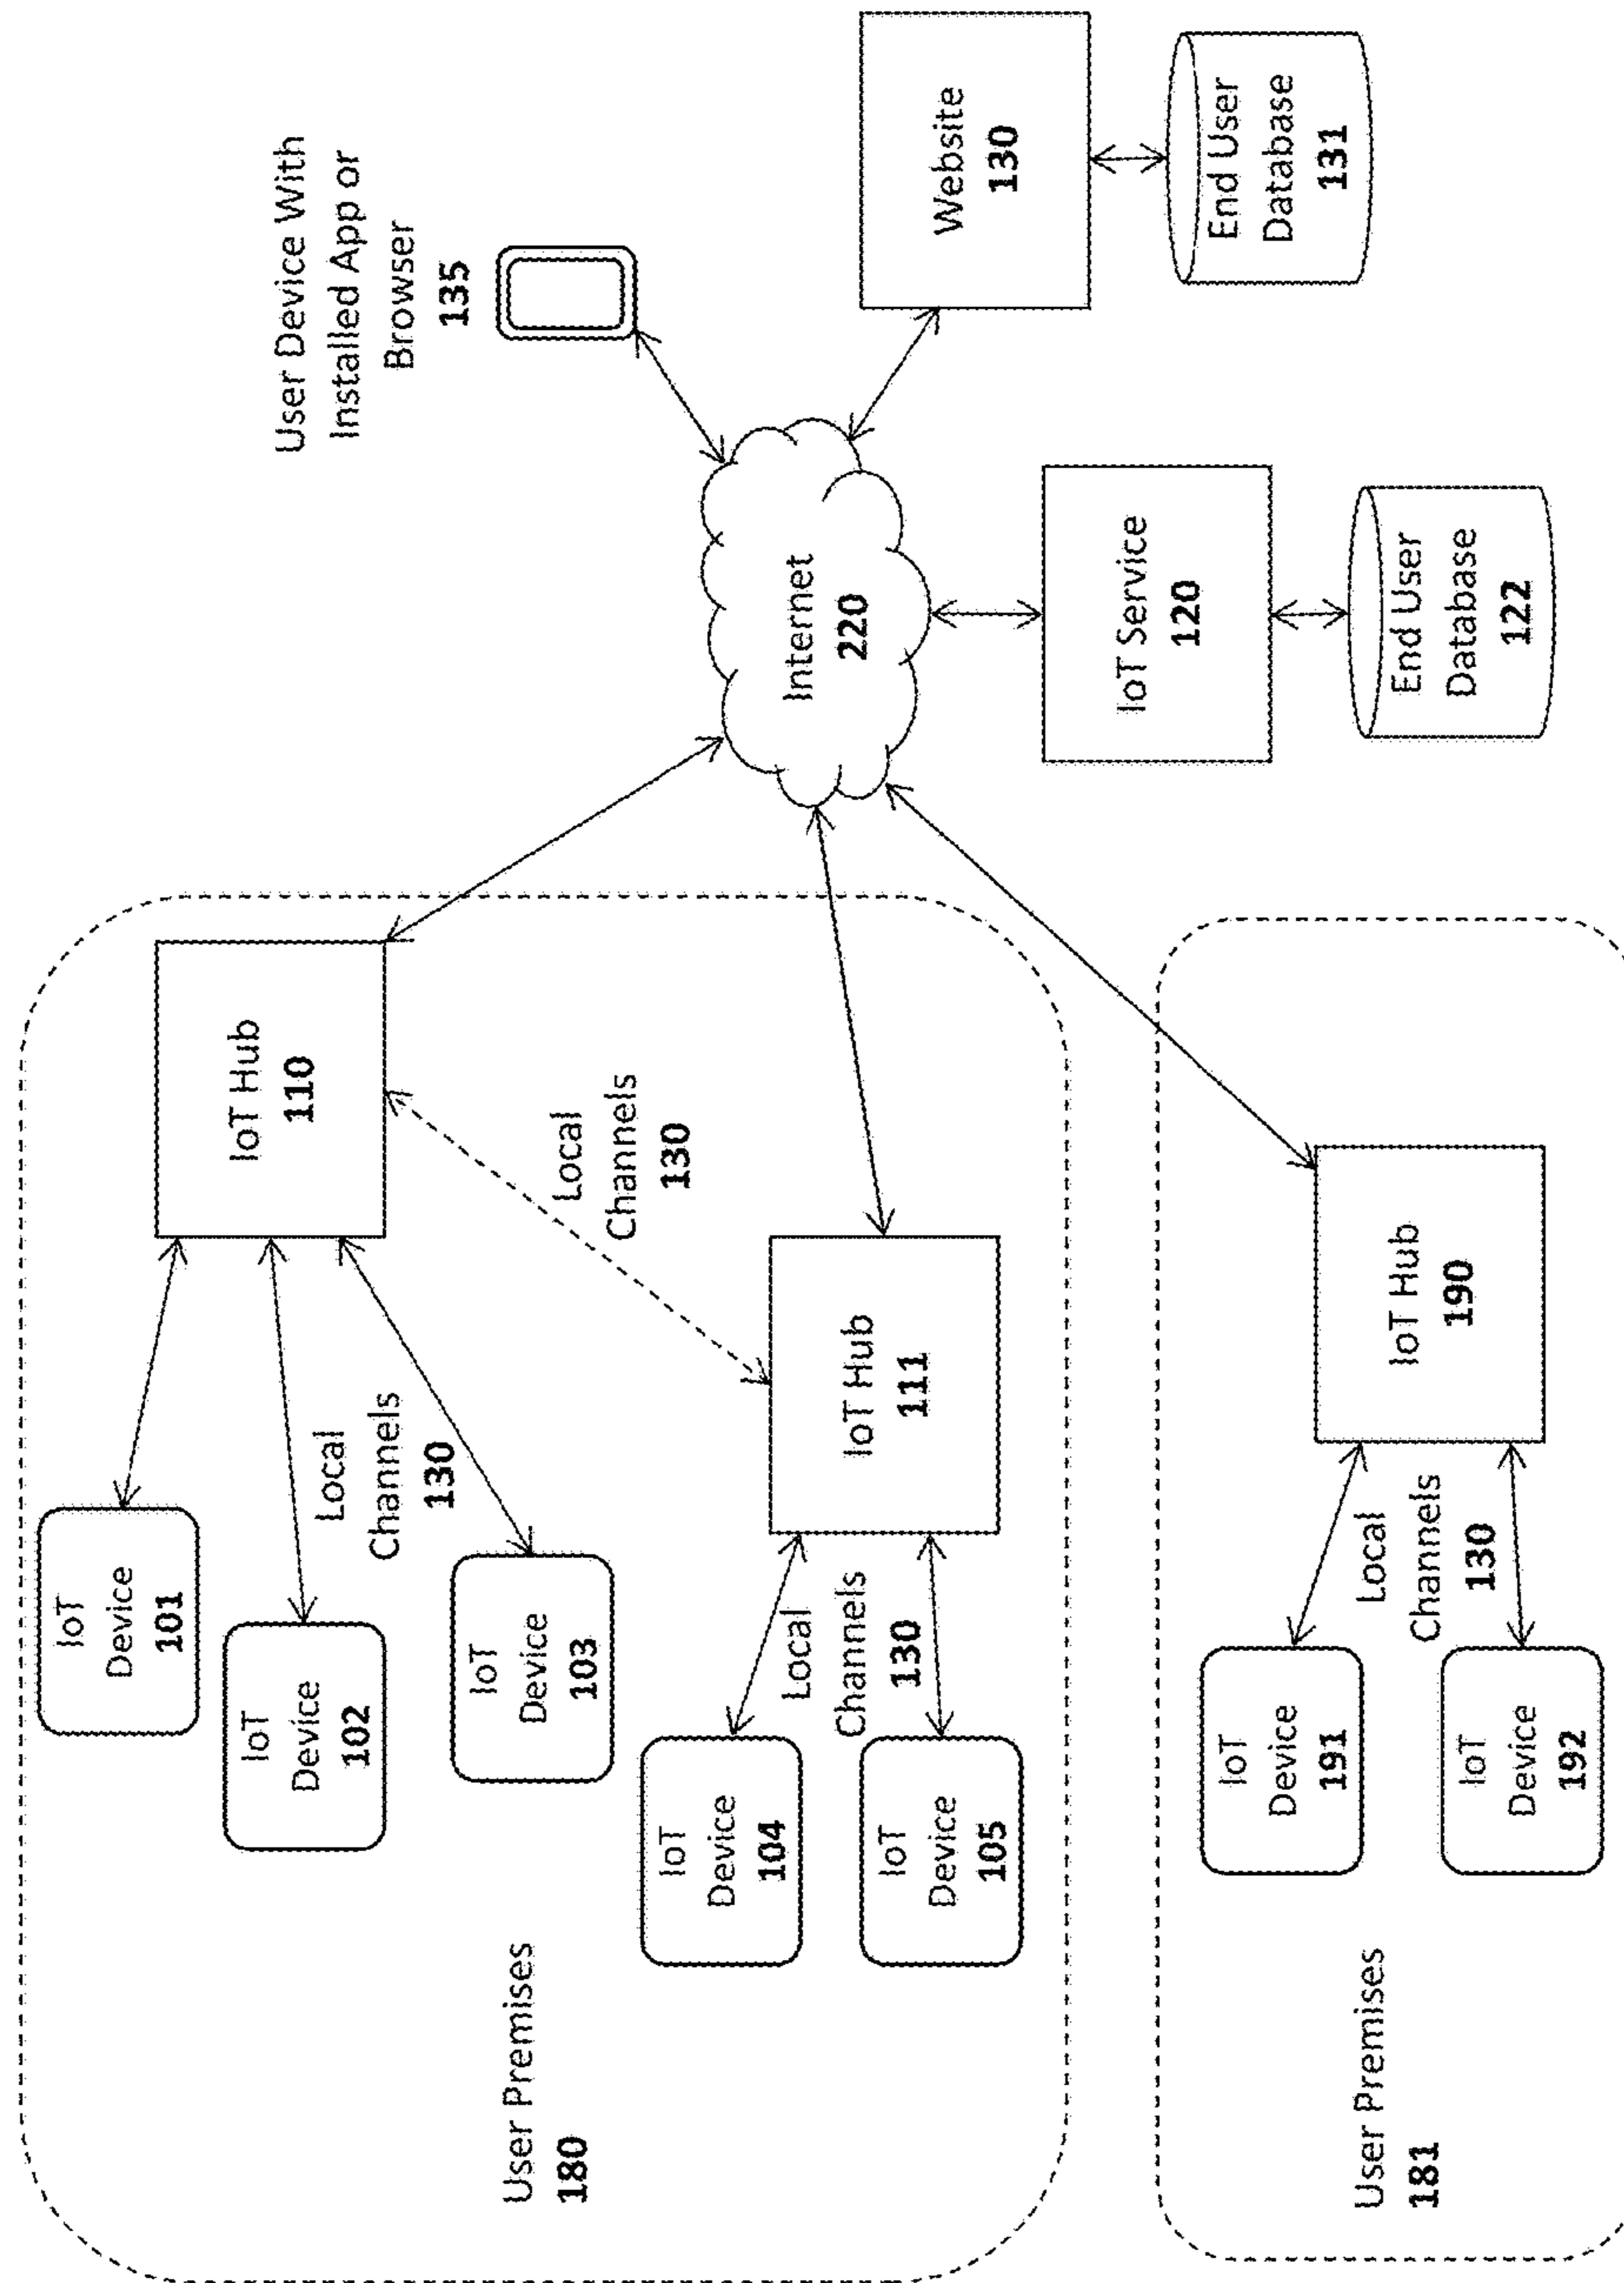 IoT
Device
101
IoT
Device
102
IoT
Device
103
Local
Channels
130
IoT Hub
110
Local
Channels
130
User Premises
180
IoT
Device
104
IoT
Device
105
Local
Channels
130
IoT Hub
111
User Premises
181
IoT
Device
191
IoT
Device
192
Local
Channels
130
IoT Hub
190
User Device With
Installed App or
Browser
135
Internet
220
Website
130
End User
Database
131
IoT Service
120
End User
Database
122